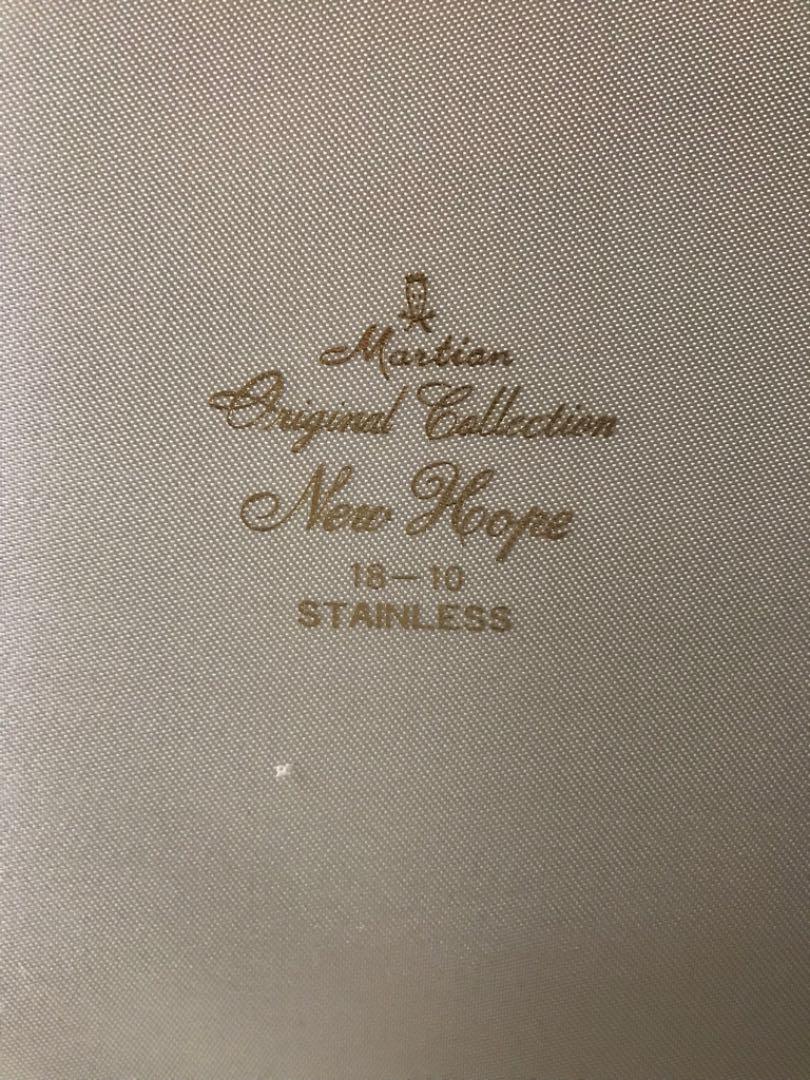 Martian
Original Collection
New Hope
18-10
STAINLESS